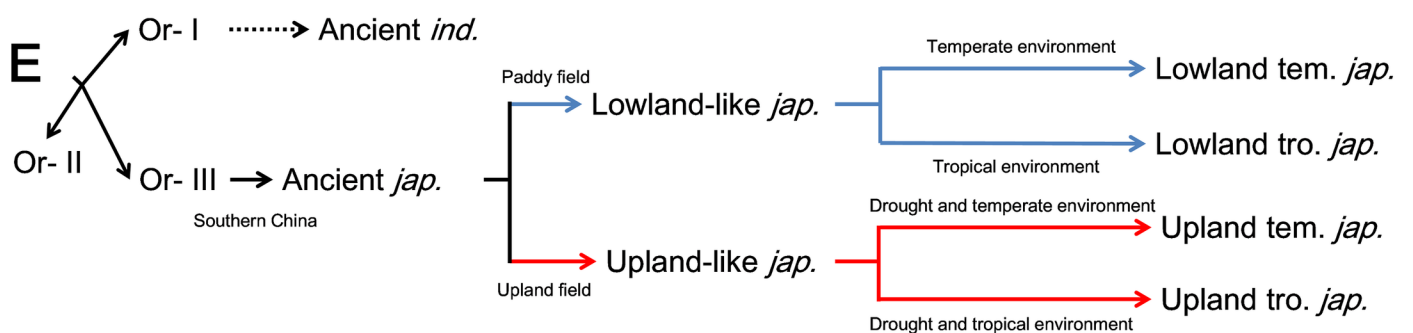 E
Or- I
Ancient ind.
Or- II
Or- III
Ancient jap.
Southern China
Paddy field
Lowland-like jap.
Upland field
Upland-like jap.
Temperate environment
Lowland tem. jap.
Tropical environment
Lowland tro. jap.
Drought and temperate environment
Upland tem. jap.
Drought and tropical environment
Upland tro. jap.